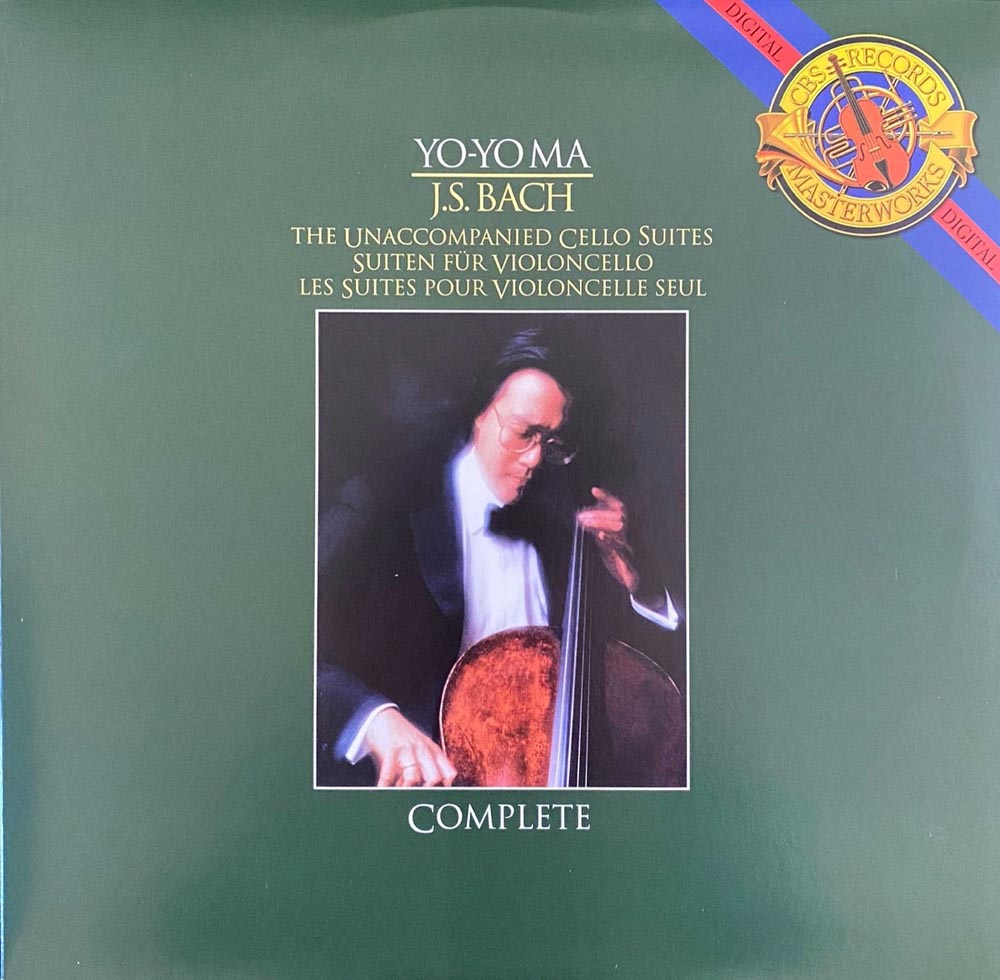 DIGITAL
CBS RECORDS
MASTERWORKS
DIGITAL
YO-YO MA
J.S. BACH
THE UNACCOMPANIED CELLO SUITES
SUITEN FÜR VIOLONCELLO
LES SUITES POUR VIOLONCELLE SEUL
COMPLETE